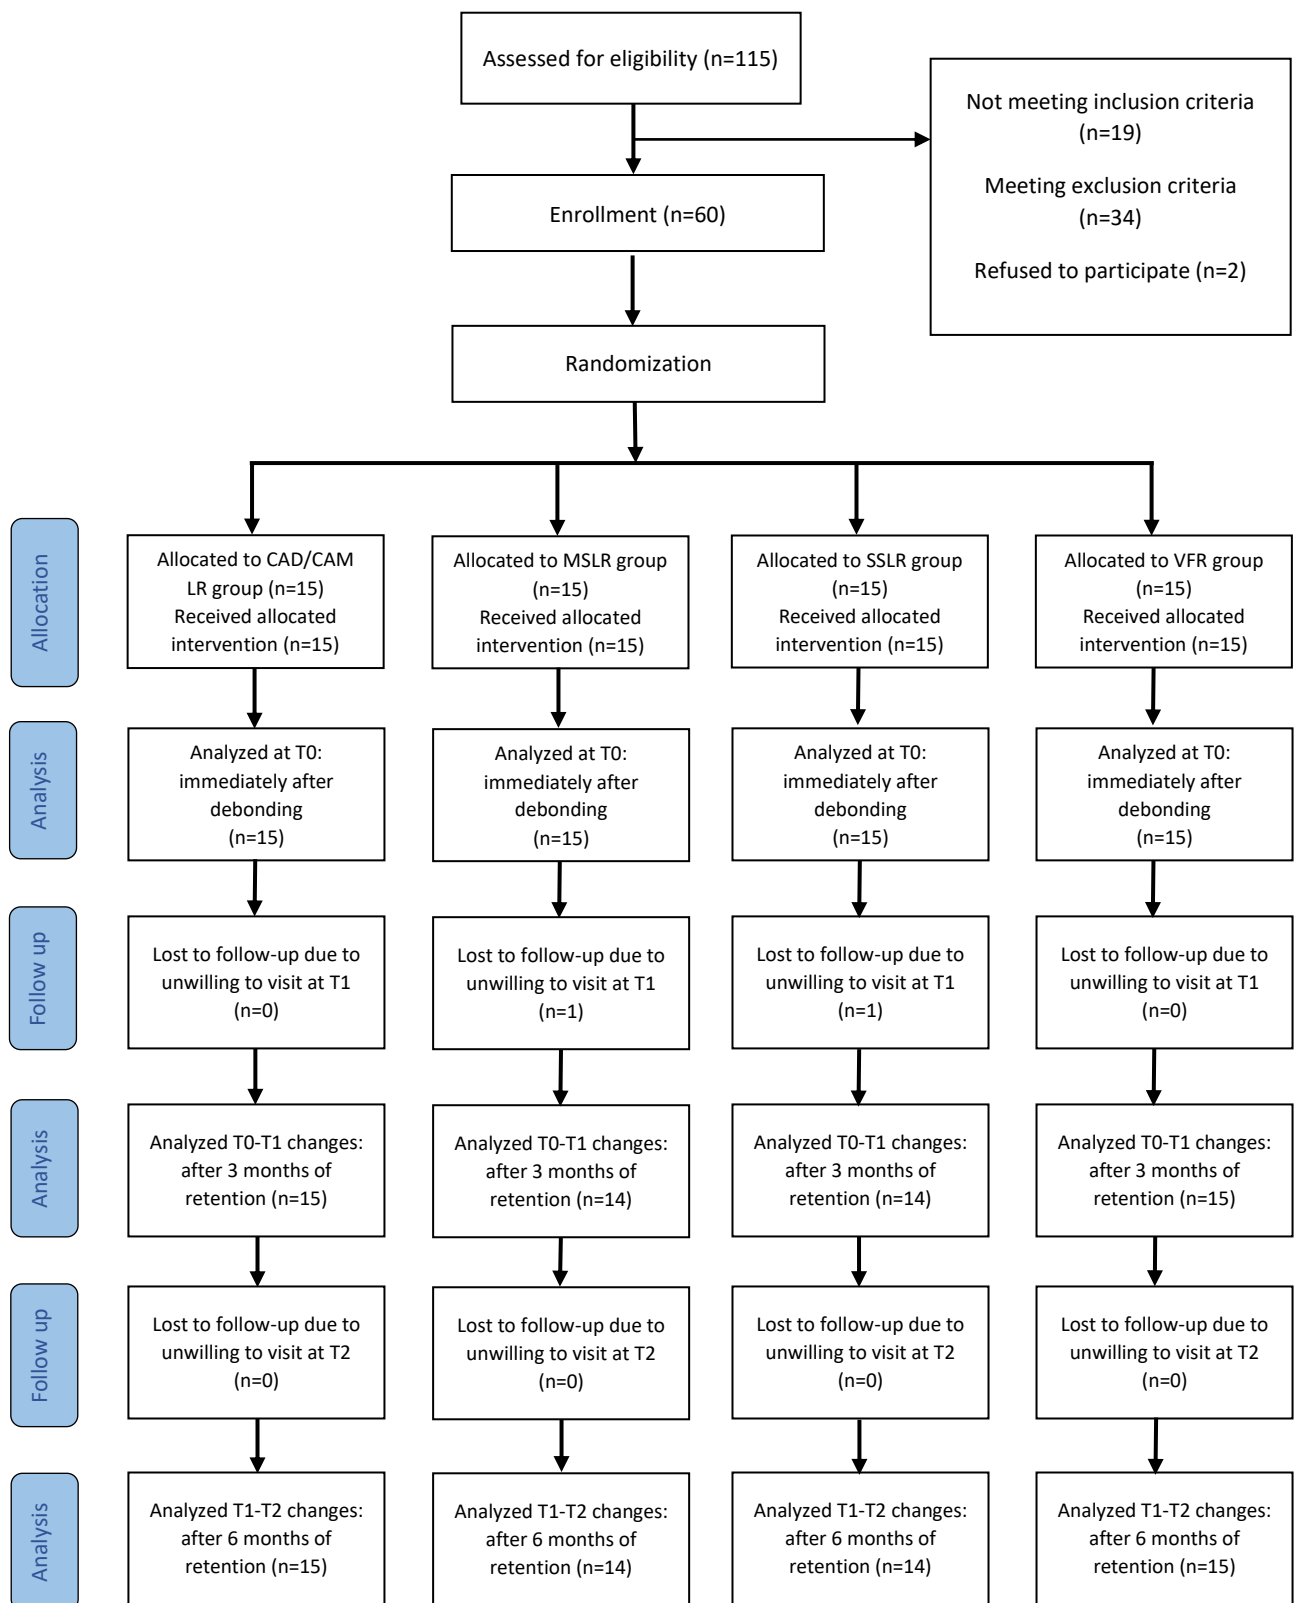 Assessed for eligibility (n=115)
Not meeting inclusion criteria
(n=19)
Meeting exclusion criteria
(n=34)
Refused to participate (n=2)
Enrollment (n=60)
Randomization
Allocation
Allocated to CAD/CAM
LR group (n=15)
Received allocated
intervention (n=15)
Allocated to MSLR group
(n=15)
Received allocated
intervention (n=15)
Allocated to SSLR group
(n=15)
Received allocated
intervention (n=15)
Allocated to VFR group
(n=15)
Received allocated
intervention (n=15)
Analysis
Analyzed at T0:
immediately after
debonding
(n=15)
Analyzed at T0:
immediately after
debonding
(n=15)
Analyzed at T0:
immediately after
debonding
(n=15)
Analyzed at T0:
immediately after
debonding
(n=15)
Follow up
Lost to follow-up due to
unwilling to visit at T1
(n=0)
Lost to follow-up due to
unwilling to visit at T1
(n=1)
Lost to follow-up due to
unwilling to visit at T1
(n=1)
Lost to follow-up due to
unwilling to visit at T1
(n=0)
Analysis
Analyzed T0-T1 changes:
after 3 months of
retention (n=15)
Analyzed T0-T1 changes:
after 3 months of
retention (n=14)
Analyzed T0-T1 changes:
after 3 months of
retention (n=14)
Analyzed T0-T1 changes:
after 3 months of
retention (n=15)
Follow up
Lost to follow-up due to
unwilling to visit at T2
(n=0)
Lost to follow-up due to
unwilling to visit at T2
(n=0)
Lost to follow-up due to
unwilling to visit at T2
(n=0)
Lost to follow-up due to
unwilling to visit at T2
(n=0)
Analysis
Analyzed T1-T2 changes:
after 6 months of
retention (n=15)
Analyzed T1-T2 changes:
after 6 months of
retention (n=14)
Analyzed T1-T2 changes:
after 6 months of
retention (n=14)
Analyzed T1-T2 changes:
after 6 months of
retention (n=15)